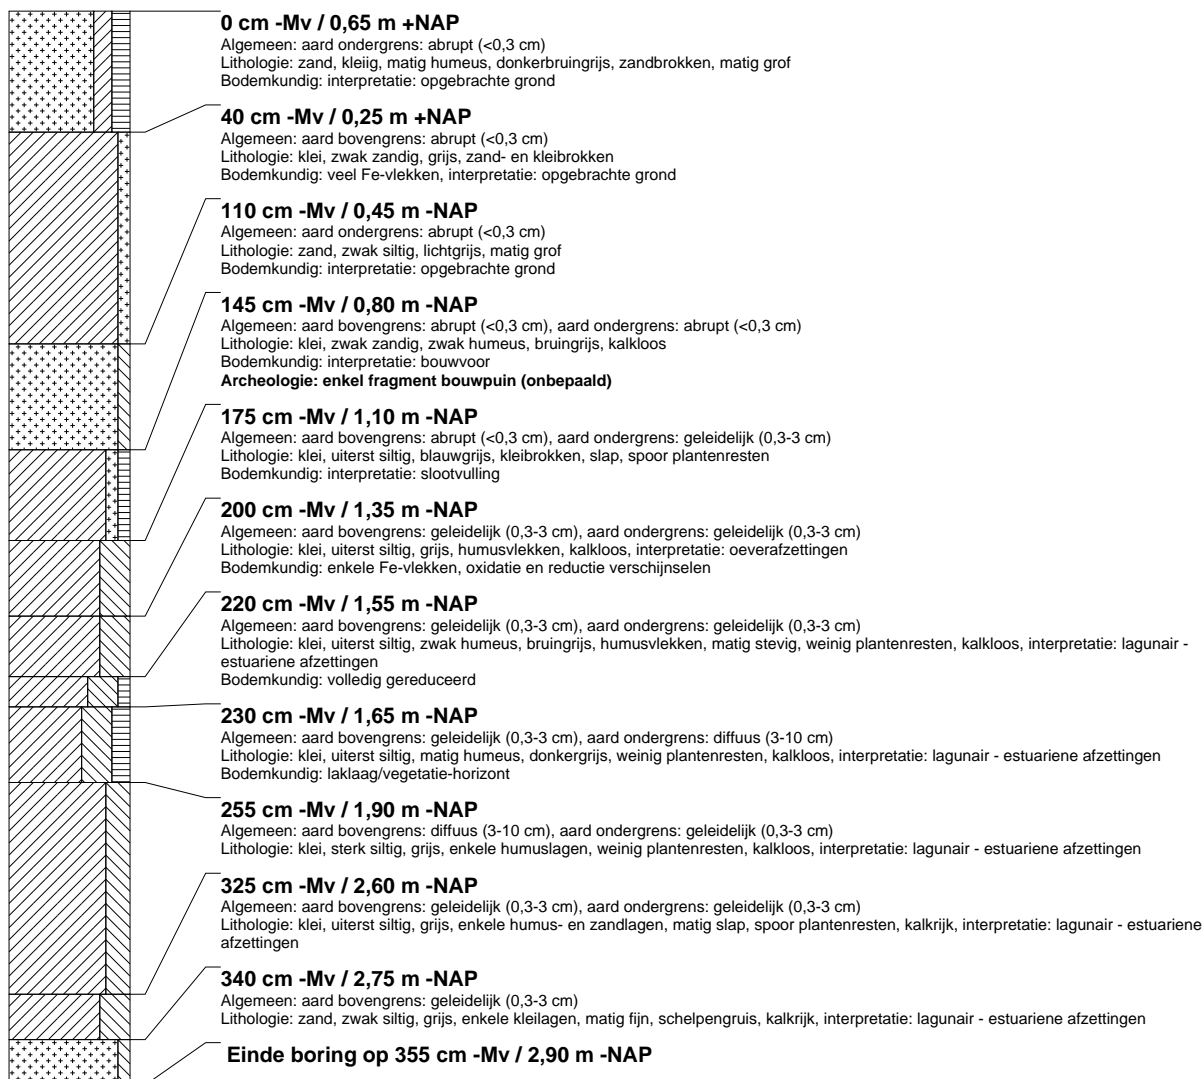 0 cm -Mv / 0,65 m +NAP
Algemeen: aard ondergrens: abrupt (<0,3 cm)
Lithologie: zand, kleiig, matig humeus, donkerbruingrijs, zandbrokken, matig grof
Bodemkundig: interpretatie: opgebrachte grond
40 cm -Mv / 0,25 m +NAP
Algemeen: aard bovengrens: abrupt (<0,3 cm)
Lithologie: klei, zwak zandig, grijs, zand- en kleibrokken
Bodemkundig: veel Fe-vlekken, interpretatie: opgebrachte grond
110 cm -Mv / 0,45 m -NAP
Algemeen: aard ondergrens: abrupt (<0,3 cm)
Lithologie: zand, zwak siltig, lichtgrijs, matig grof
Bodemkundig: interpretatie: opgebrachte grond
145 cm -Mv / 0,80 m -NAP
Algemeen: aard bovengrens: abrupt (<0,3 cm), aard ondergrens: abrupt (<0,3 cm)
Lithologie: klei, zwak zandig, zwak humeus, bruingrijs, kalkloos
Bodemkundig: interpretatie: bouwvoor
Archeologie: enkel fragment bouwpuin (onbepaald)
175 cm -Mv / 1,10 m -NAP
Algemeen: aard bovengrens: abrupt (<0,3 cm), aard ondergrens: geleidelijk (0,3-3 cm)
Lithologie: klei, uiterst siltig, blauwgrijs, kleibrokken, slap, spoor plantenresten
Bodemkundig: interpretatie: slootvulling
200 cm -Mv / 1,35 m -NAP
Algemeen: aard bovengrens: geleidelijk (0,3-3 cm), aard ondergrens: geleidelijk (0,3-3 cm)
Lithologie: klei, uiterst siltig, grijs, humusvlekken, kalkloos, interpretatie: oeverafzettingen
Bodemkundig: enkele Fe-vlekken, oxidatie en reductie verschijnselen
220 cm -Mv / 1,55 m -NAP
Algemeen: aard bovengrens: geleidelijk (0,3-3 cm), aard ondergrens: geleidelijk (0,3-3 cm)
Lithologie: klei, uiterst siltig, zwak humeus, bruingrijs, humusvlekken, matig stevig, weinig plantenresten, kalkloos, interpretatie: lagunair -
estuariene afzettingen
Bodemkundig: volledig gereduceerd
230 cm -Mv / 1,65 m -NAP
Algemeen: aard bovengrens: geleidelijk (0,3-3 cm), aard ondergrens: diffuus (3-10 cm)
Lithologie: klei, uiterst siltig, matig humeus, donkergrijs, weinig plantenresten, kalkloos, interpretatie: lagunair - estuariene afzettingen
Bodemkundig: laklaag/vegetatie-horizont
255 cm -Mv / 1,90 m -NAP
Algemeen: aard bovengrens: diffuus (3-10 cm), aard ondergrens: geleidelijk (0,3-3 cm)
Lithologie: klei, sterk siltig, grijs, enkele humuslagen, weinig plantenresten, kalkloos, interpretatie: lagunair - estuariene afzettingen
325 cm -Mv / 2,60 m -NAP
Algemeen: aard bovengrens: geleidelijk (0,3-3 cm), aard ondergrens: geleidelijk (0,3-3 cm)
Lithologie: klei, uiterst siltig, grijs, enkele humus- en zandlagen, matig slap, spoor plantenresten, kalkrijk, interpretatie: lagunair - estuariene
afzettingen
340 cm -Mv / 2,75 m -NAP
Algemeen: aard bovengrens: geleidelijk (0,3-3 cm)
Lithologie: zand, zwak siltig, grijs, enkele kleilagen, matig fijn, schelpengruis, kalkrijk, interpretatie: lagunair - estuariene afzettingen
Einde boring op 355 cm -Mv / 2,90 m -NAP